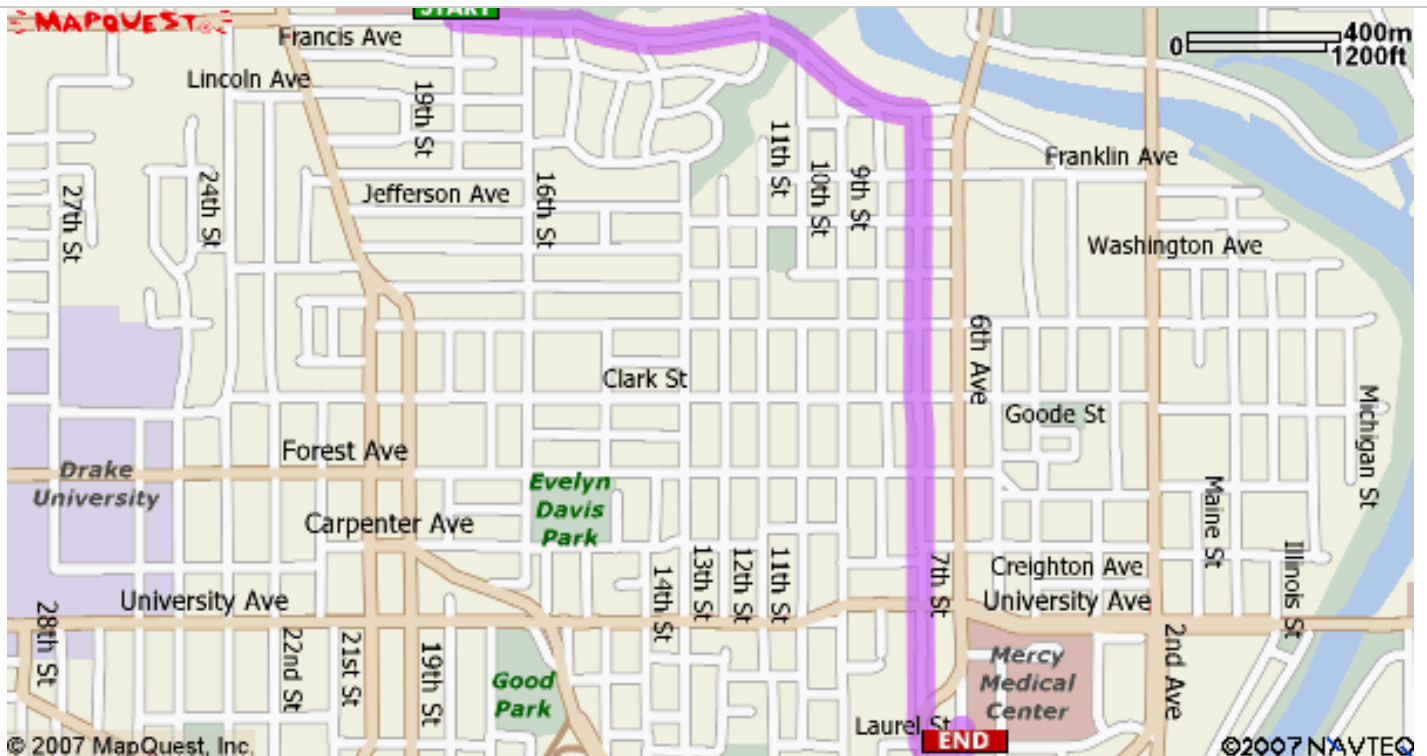 START
MAPQUEST
Francis Ave
400m
0
1200ft
Lincoln Ave
19th St
11th St
10th St
9th St
Franklin Ave
27th St
24th St
Jefferson Ave
16th St
Washington Ave
6th Ave
Clark St
Goode St
Michigan St
Forest Ave
Drake
University
Evelyn
Davis
Park
Maine St
Carpenter Ave
13th St
12th St
11th St
7th St
Creighton Ave
Illinois St
14th St
University Ave
University Ave
28th St
22nd St
21st St
19th St
Good
Park
Mercy
Medical
Center
2nd Ave
Laurel St
END
© 2007 MapQuest, Inc.
©2007 NAVTEQ